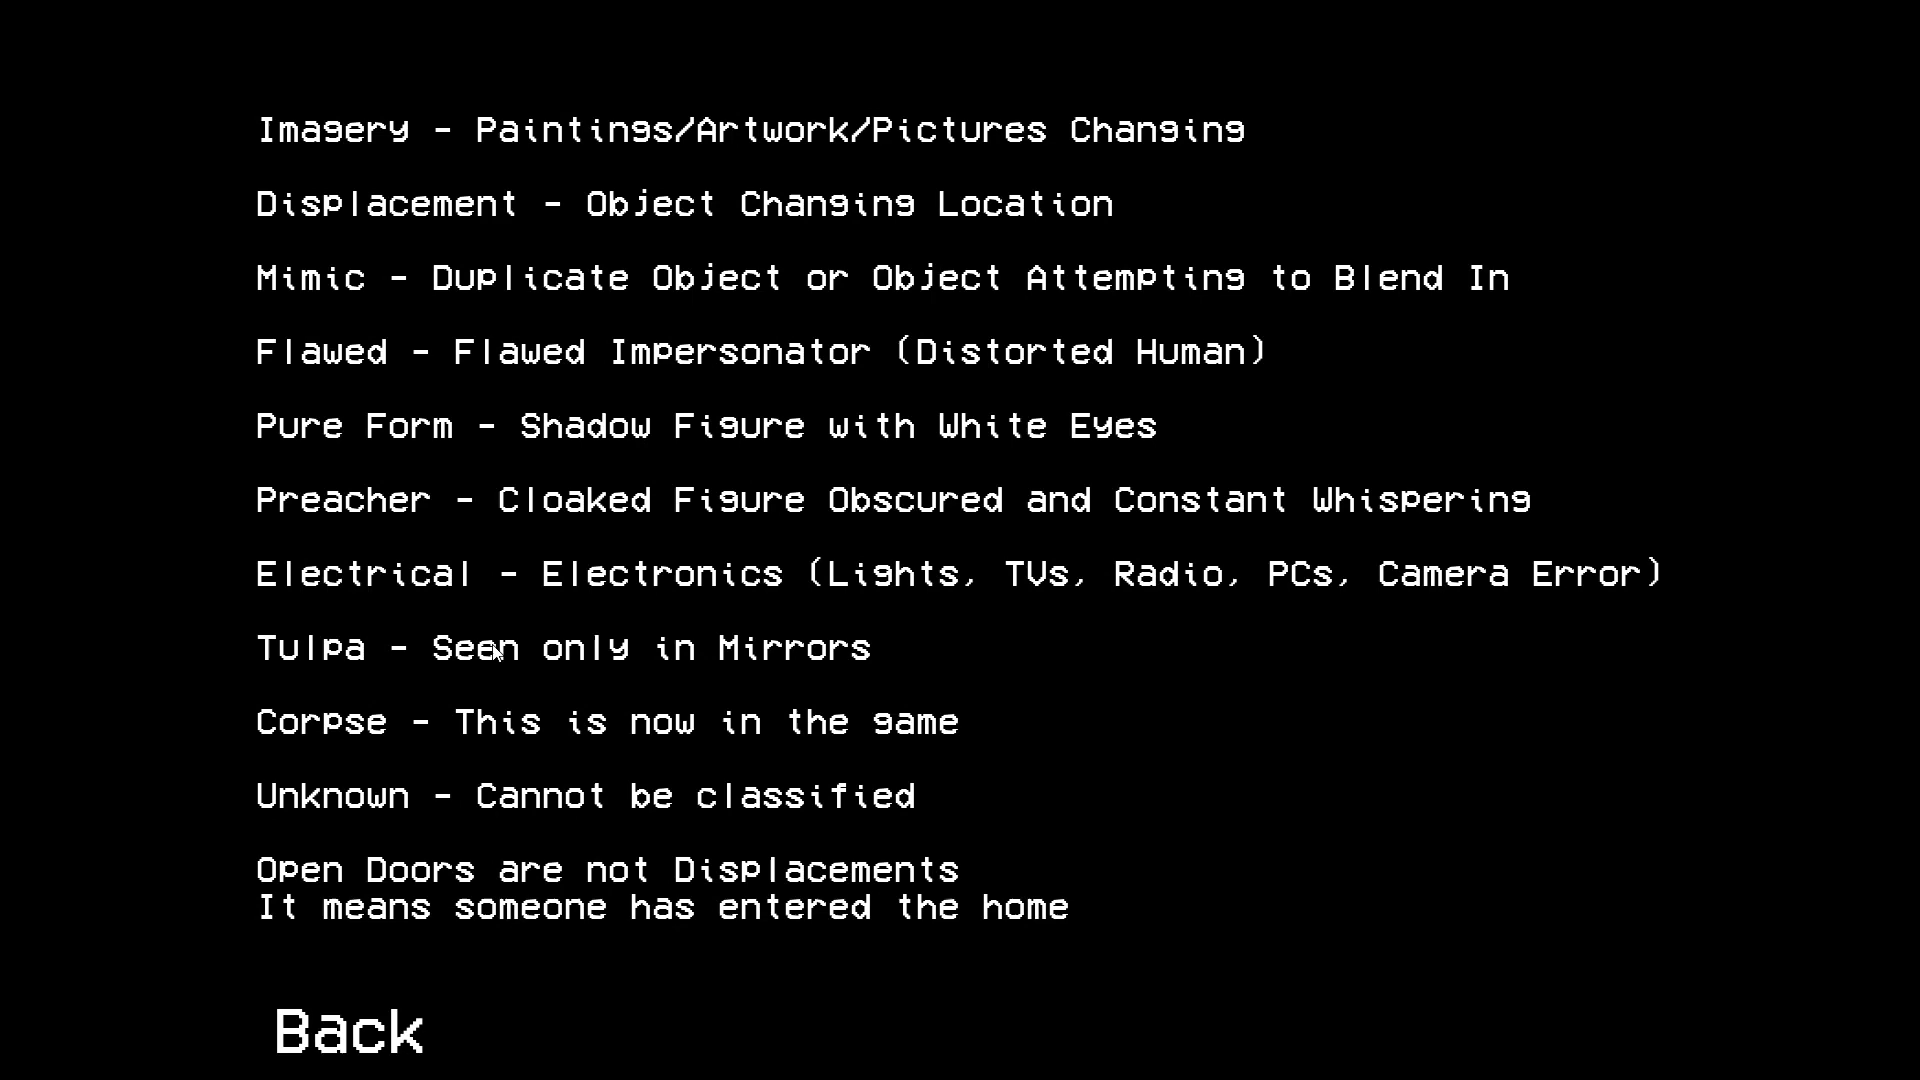 Imagery - Paintings/Artwork/Pictures Changing
Displacement - Object Changing Location
Mimic - Duplicate Object or Object Attempting to Blend In
Flawed - Flawed Impersonator (Distorted Human)
Pure Form - Shadow Figure with White Eyes
Preacher - Cloaked Figure Obscured and Constant Whispering
Electrical - Electronics (Lights, TVs, Radio, PCs, Camera Error)
Tulpa - Seen only in Mirrors
Corpse - This is now in the game
Unknown - Cannot be classified
Open Doors are not Displacements
It means someone has entered the home
Back